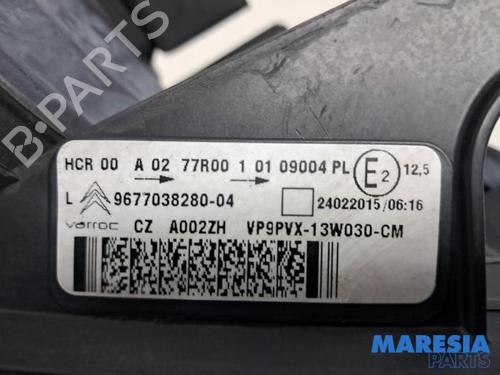 HCR 00 A 02 77R00 1 01 09004 PL E2 12,5
L 9677038280-04 24022015/06:16
varroc CZ A002ZH VP9PVX-13W030-CM
B-Parts
MARESIA
PARTS